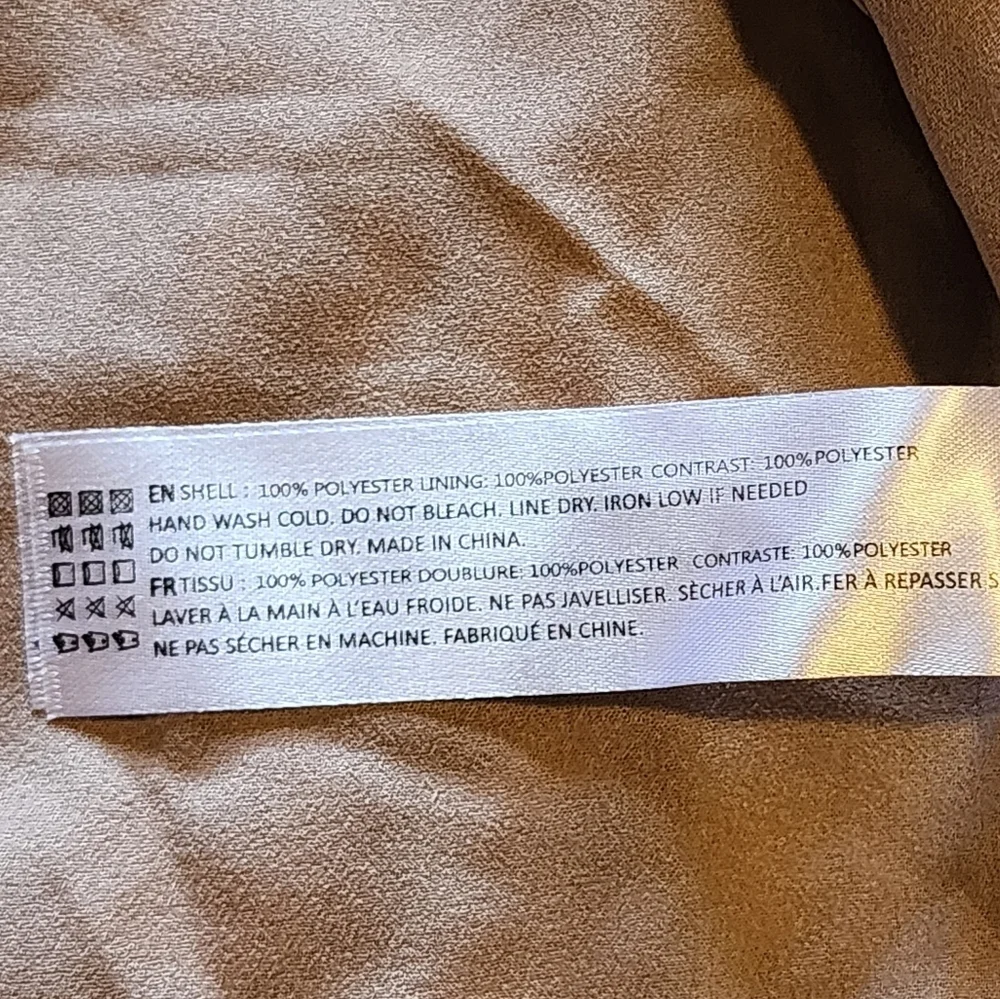 EN SHELL : 100% POLYESTER LINING: 100%POLYESTER CONTRAST: 100%POLYESTER
HAND WASH COLD. DO NOT BLEACH. LINE DRY. IRON LOW IF NEEDED
DO NOT TUMBLE DRY. MADE IN CHINA.
FR TISSU : 100% POLYESTER DOUBLURE: 100%POLYESTER CONTRASTE: 100%POLYESTER
LAVER À LA MAIN À L'EAU FROIDE. NE PAS JAVELLISER. SÈCHER À L'AIR.FER À REPASSER S
NE PAS SÉCHER EN MACHINE. FABRIQUÉ EN CHINE.